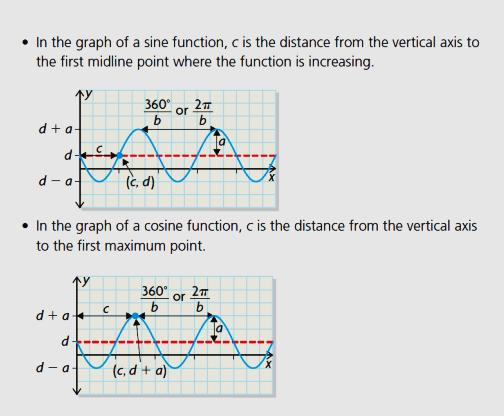 • In the graph of a sine function, c is the distance from the vertical axis to
the first midline point where the function is increasing.
y
360° or 2π
b b
d + a
a
c
d
d − a
(c, d)
x
• In the graph of a cosine function, c is the distance from the vertical axis
to the first maximum point.
y
360° or 2π
b b
d + a
c
a
d
d − a
(c, d + a)
x